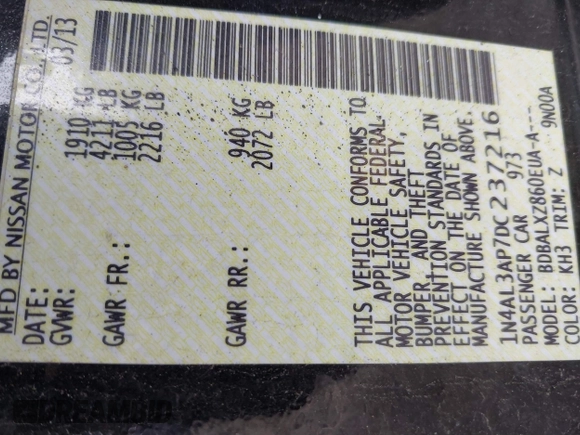 MFD BY NISSAN MOTOR CO., LTD.
DATE: 03/13
GVWR: 1910 KG
4211 LB
GAWR FR.: 1005 KG
2216 LB
GAWR RR.: 940 KG
2072 LB
THIS VEHICLE CONFORMS TO
ALL APPLICABLE FEDERAL
MOTOR VEHICLE SAFETY,
BUMPER, AND THEFT
PREVENTION STANDARDS IN
EFFECT ON THE DATE OF
MANUFACTURE SHOWN ABOVE.
1N4AL3AP7DC237216
PASSENGER CAR 973
MODEL: BDBALXZ860EUA-A---
COLOR: KH3 TRIM: Z 9N00A